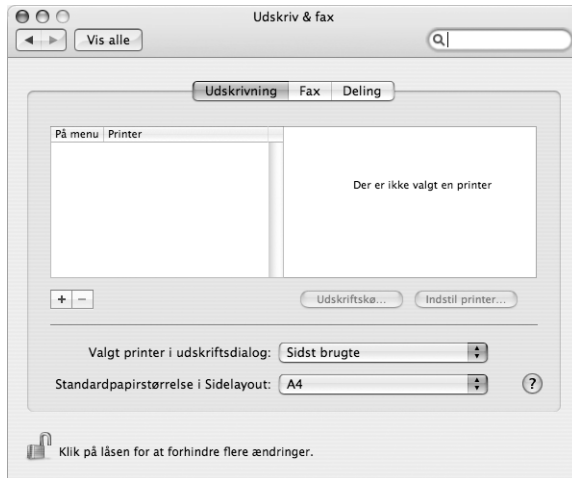 Udskriv & fax
Vis alle
Udskrivning Fax Deling
På menu Printer
Der er ikke valgt en printer
+ −
Udskriftskø... Indstil printer...
Valgt printer i udskriftsdialog: Sidst brugte
Standardpapirstørrelse i Sidelayout: A4 ?
Klik på låsen for at forhindre flere ændringer.